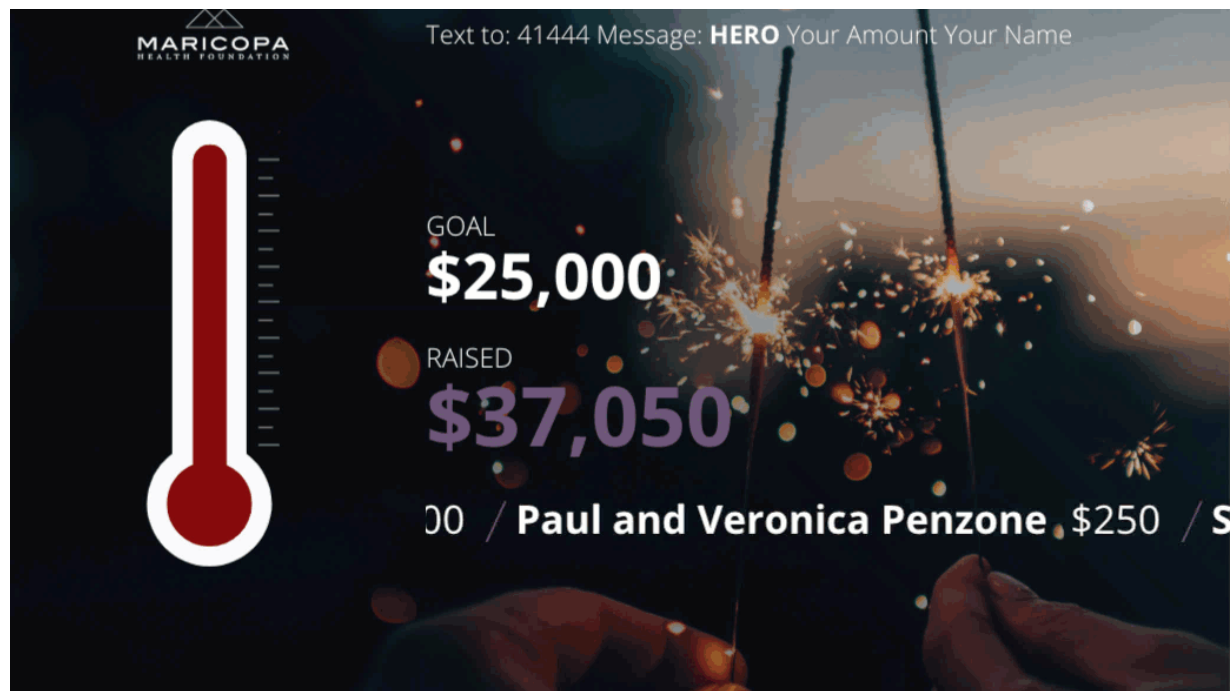 MARICOPA
HEALTH FOUNDATION
Text to: 41444 Message: HERO Your Amount Your Name
GOAL
$25,000
RAISED
$37,050
00 / Paul and Veronica Penzone $250 / S